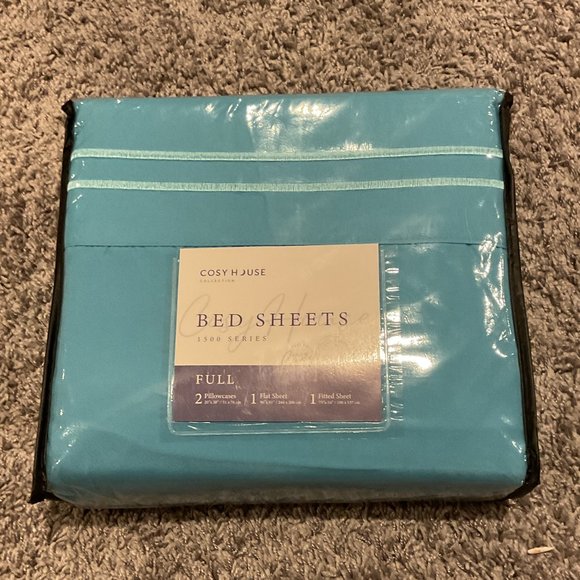 COSY HOUSE
COLLECTION
BED SHEETS
1500 SERIES
FULL
2 Pillowcases 1 Flat Sheet 1 Fitted Sheet